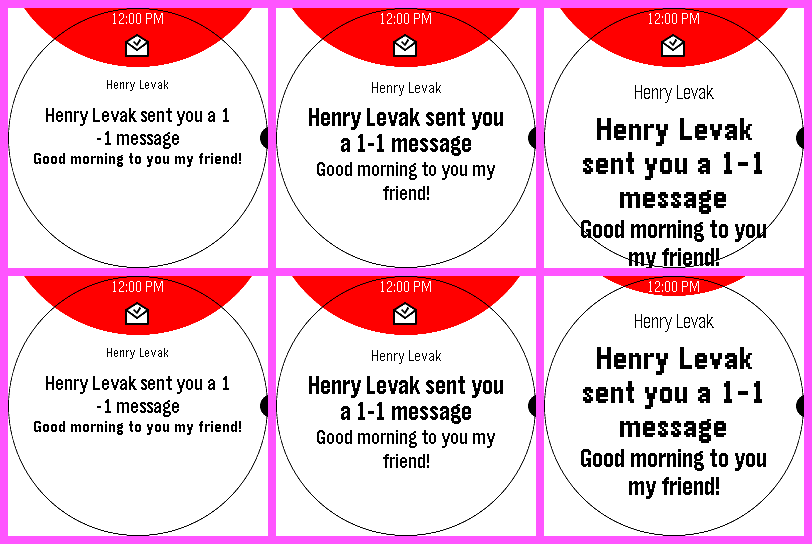 12:00 PM
Henry Levak
Henry Levak sent you a 1
-1 message
Good morning to you my friend!
12:00 PM
Henry Levak
Henry Levak sent you
a 1-1 message
Good morning to you my
friend!
12:00 PM
Henry Levak
Henry Levak
sent you a 1-1
message
Good morning to you
my friend!
12:00 PM
Henry Levak
Henry Levak sent you a 1
-1 message
Good morning to you my friend!
12:00 PM
Henry Levak
Henry Levak sent you
a 1-1 message
Good morning to you my
friend!
12:00 PM
Henry Levak
Henry Levak
sent you a 1-1
message
Good morning to you
my friend!